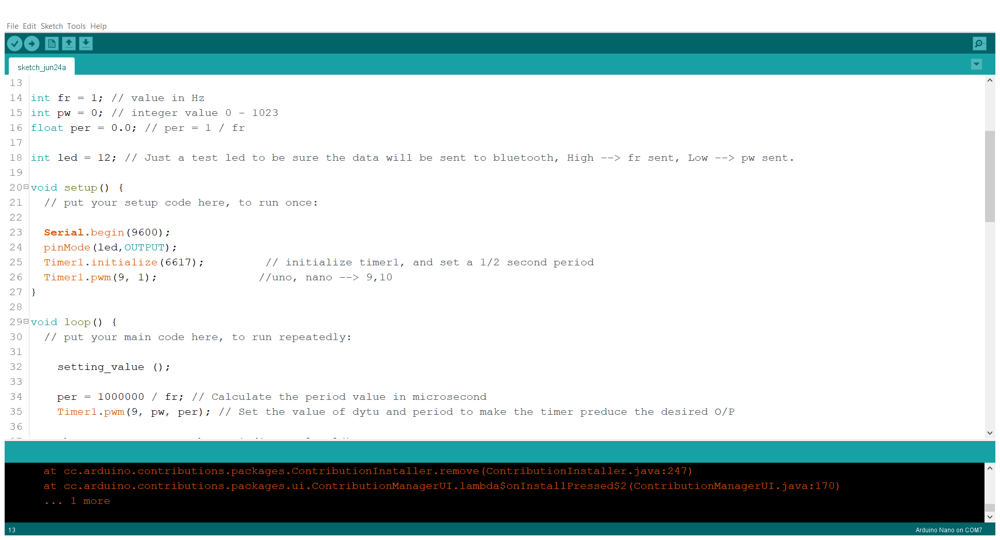 File Edit Sketch Tools Help
sketch_jun24a
13
14 int fr = 1; // value in Hz
15 int pw = 0; // integer value 0 - 1023
16 float per = 0.0; // per = 1 / fr
17
18 int led = 12; // Just a test led to be sure the data will be sent to bluetooth, High --> fr sent, Low --> pw sent.
19
20 void setup() {
21   // put your setup code here, to run once:
22
23   Serial.begin(9600);
24   pinMode(led,OUTPUT);
25   Timer1.initialize(6617);         // initialize timer1, and set a 1/2 second period
26   Timer1.pwm(9, 1);               //uno, nano --> 9,10
27 }
28
29 void loop() {
30   // put your main code here, to run repeatedly:
31
32     setting_value ();
33
34     per = 1000000 / fr; // Calculate the period value in microsecond
35     Timer1.pwm(9, pw, per); // Set the value of dytu and period to make the timer preduce the desired O/P
36
at cc.arduino.contributions.packages.ContributionInstaller.remove(ContributionInstaller.java:247)
at cc.arduino.contributions.packages.ui.ContributionManagerUI.lambda$onInstallPressed$2(ContributionManagerUI.java:170)
... 1 more
13
Arduino Nano on COM7